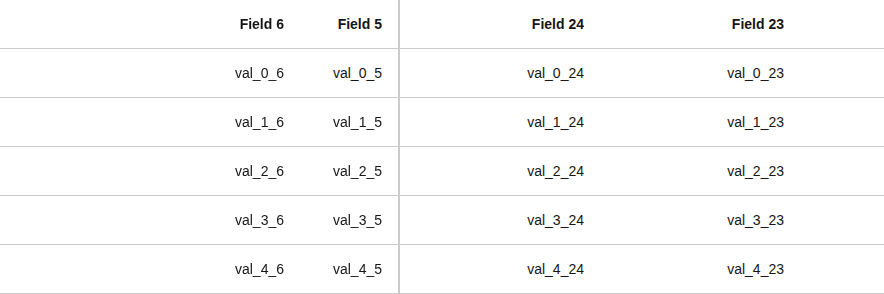 Field 6 Field 5 Field 24 Field 23
val_0_6 val_0_5 val_0_24 val_0_23
val_1_6 val_1_5 val_1_24 val_1_23
val_2_6 val_2_5 val_2_24 val_2_23
val_3_6 val_3_5 val_3_24 val_3_23
val_4_6 val_4_5 val_4_24 val_4_23